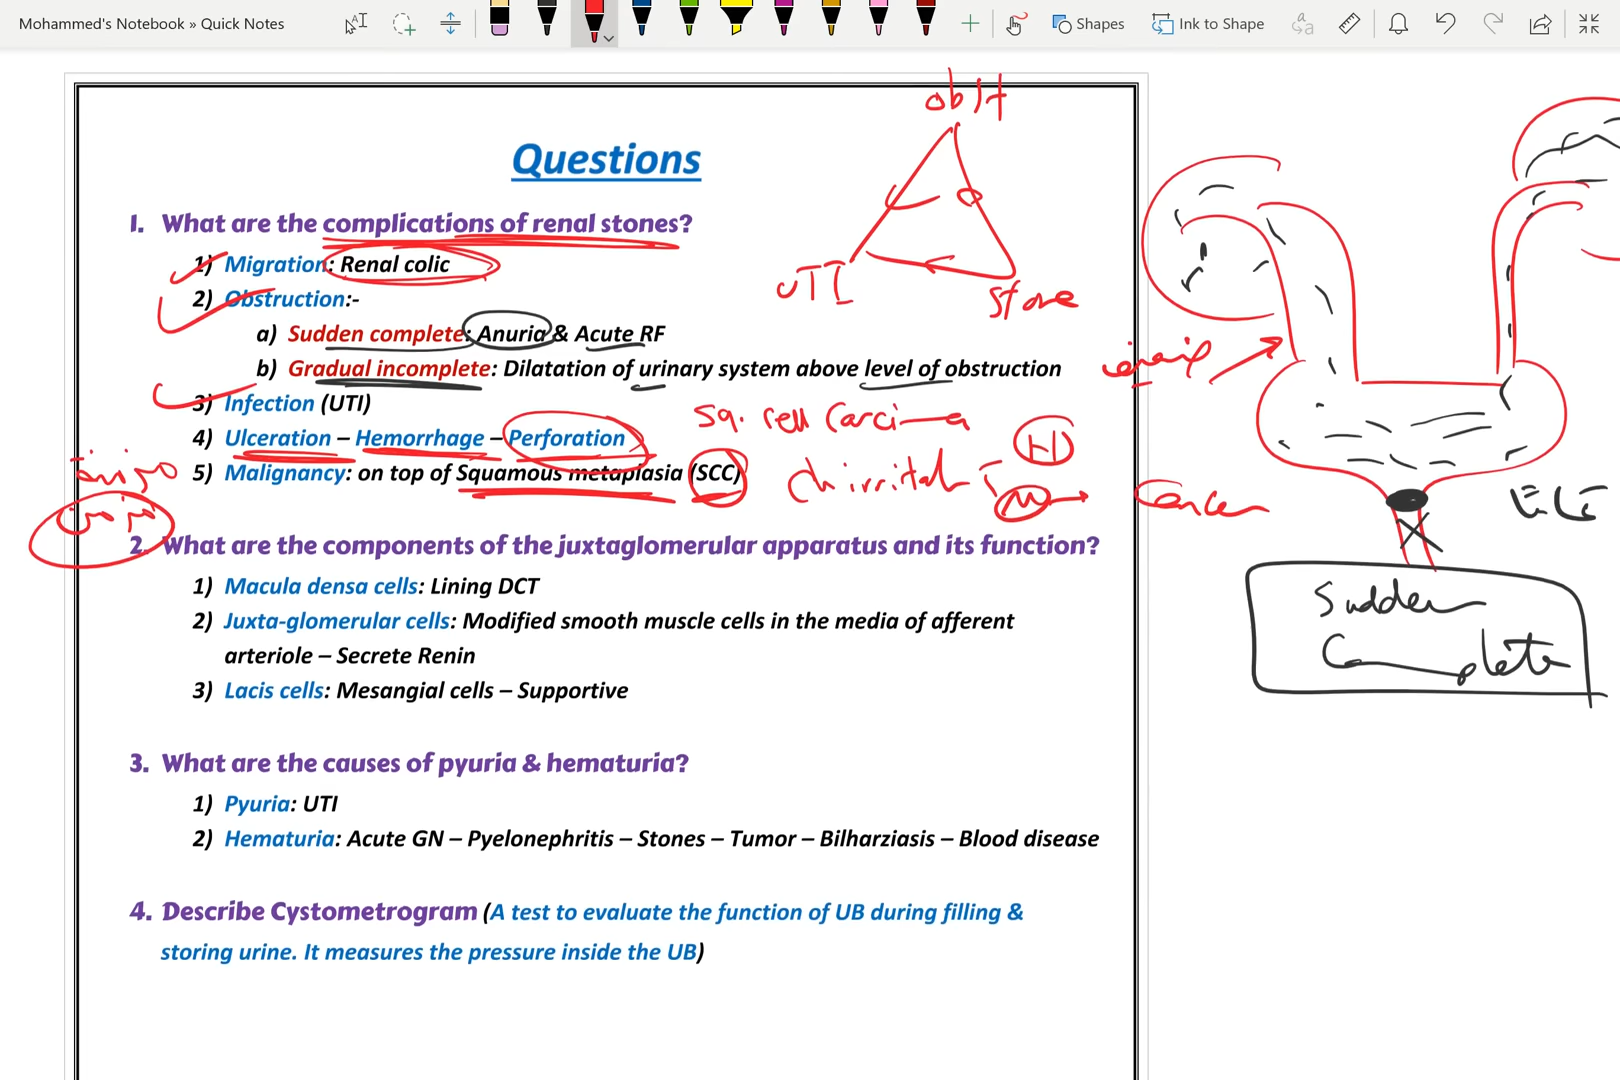 Mohammed's Notebook » Quick Notes
Shapes
Ink to Shape
Questions
1. What are the complications of renal stones?
1) Migration: Renal colic
2) Obstruction:-
a) Sudden complete: Anuria & Acute RF
b) Gradual incomplete: Dilatation of urinary system above level of obstruction
3) Infection (UTI)
4) Ulceration – Hemorrhage – Perforation
5) Malignancy: on top of Squamous metaplasia (SCC)
2. What are the components of the juxtaglomerular apparatus and its function?
1) Macula densa cells: Lining DCT
2) Juxta-glomerular cells: Modified smooth muscle cells in the media of afferent
arteriole – Secrete Renin
3) Lacis cells: Mesangial cells – Supportive
3. What are the causes of pyuria & hematuria?
1) Pyuria: UTI
2) Hematuria: Acute GN – Pyelonephritis – Stones – Tumor – Bilharziasis – Blood disease
4. Describe Cystometrogram (A test to evaluate the function of UB during filling &
storing urine. It measures the pressure inside the UB)
obst
UTI
Stone
Sq. cell Carcinoma
Ch irritat
Cancer
Sudden
Complete